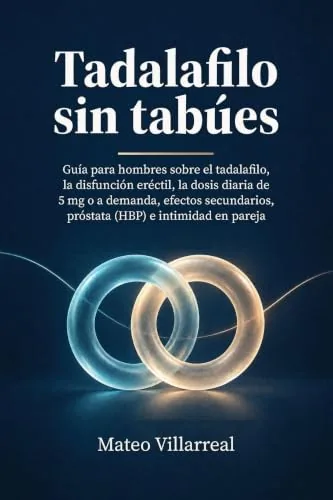 Tadalafilo
sin tabúes
Guía para hombres sobre el tadalafilo,
la disfunción eréctil, la dosis diaria de
5 mg o a demanda, efectos secundarios,
próstata (HBP) e intimidad en pareja
Mateo Villarreal